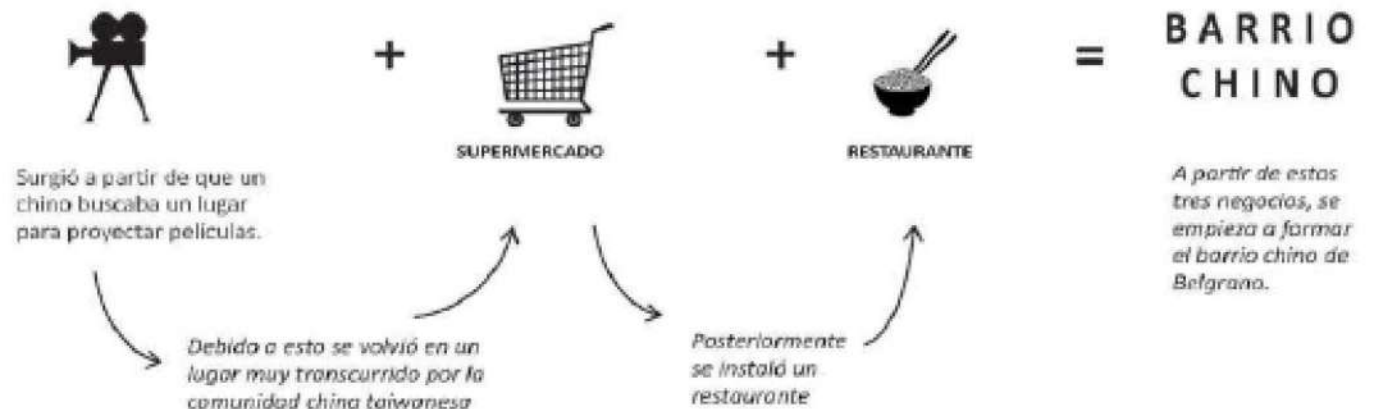 +
+
=
BARRIO
CHINO
SUPERMERCADO
RESTAURANTE
Surgió a partir de que un
chino buscaba un lugar
para proyectar películas.
A partir de estos
tres negocios, se
empieza a formar
el barrio chino de
Belgrano.
Debido a esto se volvió en un
lugar muy transcurrido por la
comunidad china taiwanesa
Posteriormente
se instaló un
restaurante